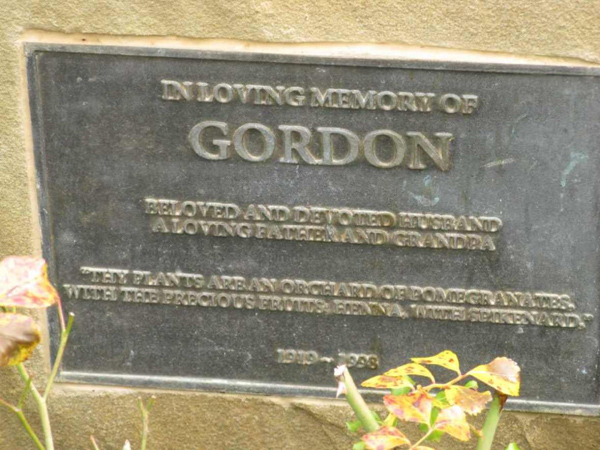 IN LOVING MEMORY OF
GORDON
BELOVED AND DEVOTED HUSBAND
A LOVING FATHER AND GRANDPA
"THY PLANTS ARE AN ORCHARD OF POMEGRANATES,
WITH THE PRECIOUS FRUITS, HENNA, WITH SPIKENARD."
1919 - 1998